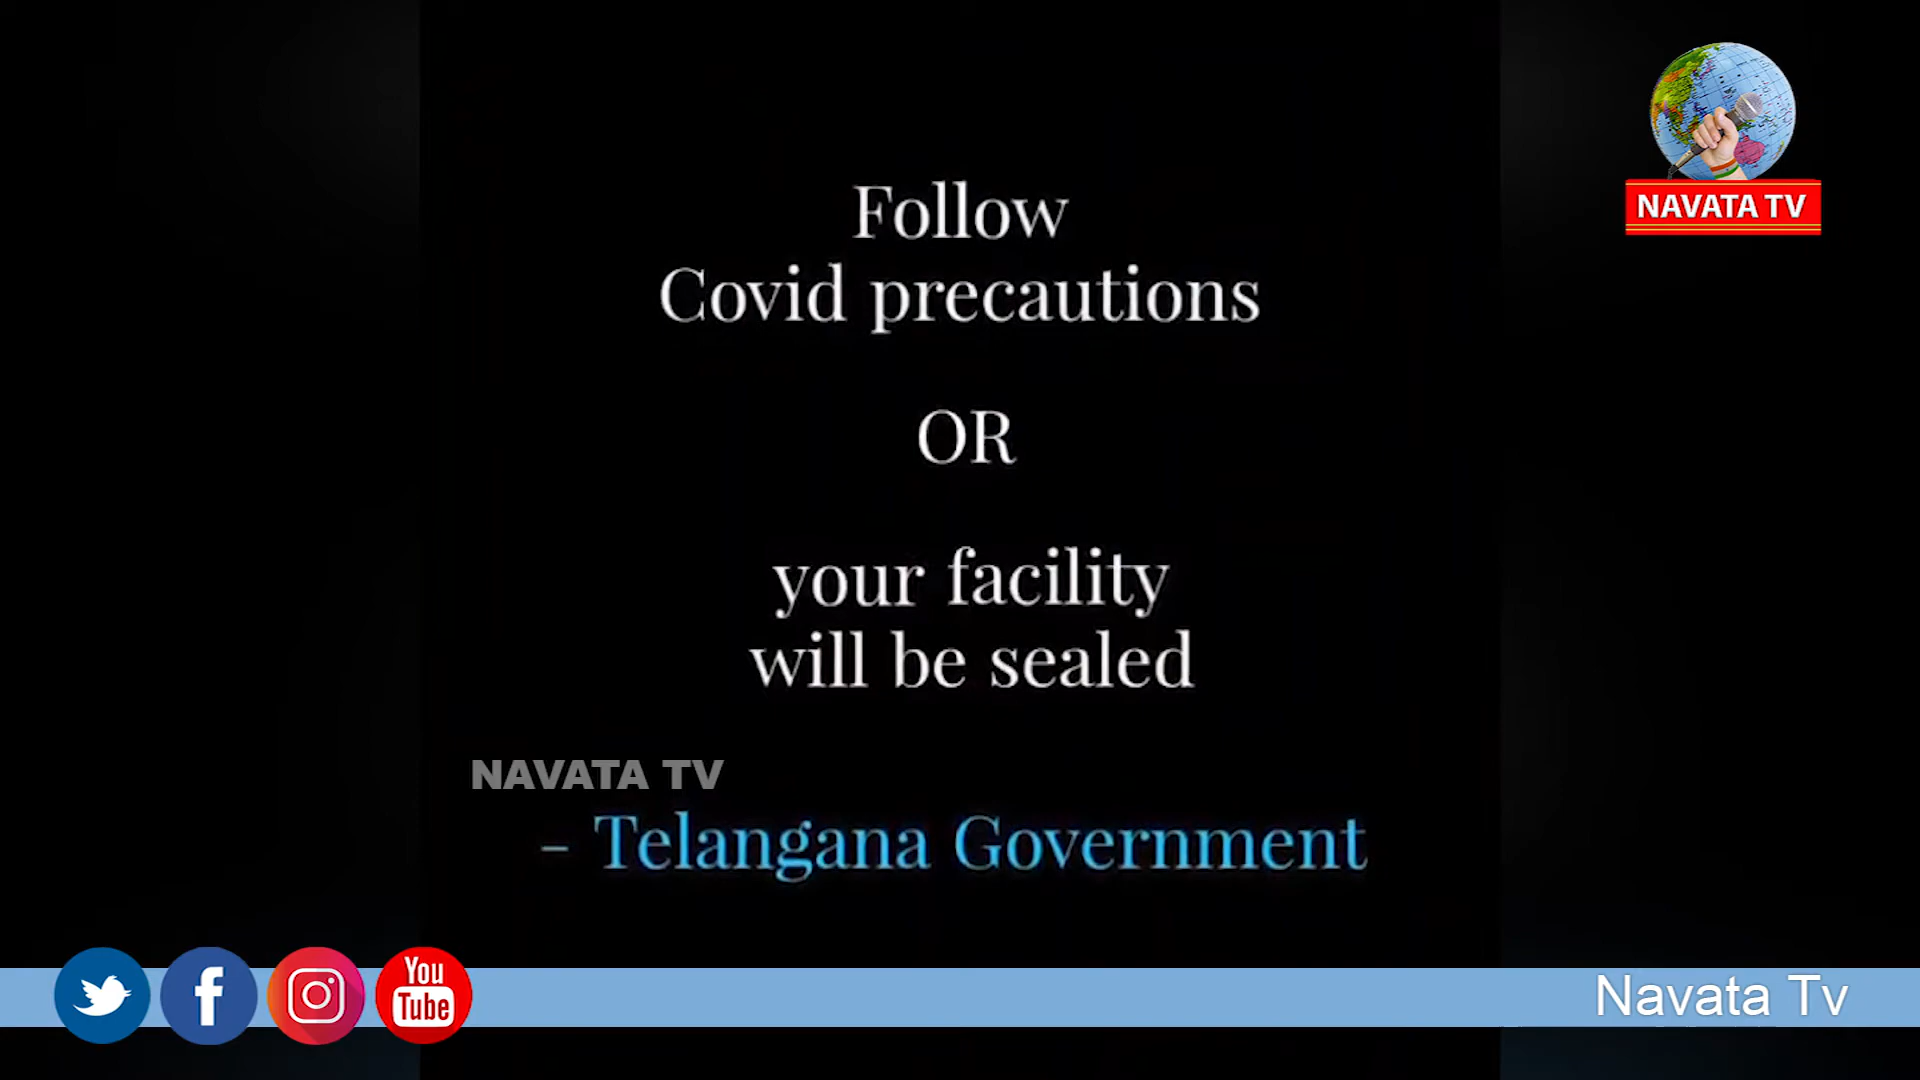 NAVATA TV
Follow
Covid precautions
OR
your facility
will be sealed
NAVATA TV
- Telangana Government
You
Tube
Navata Tv